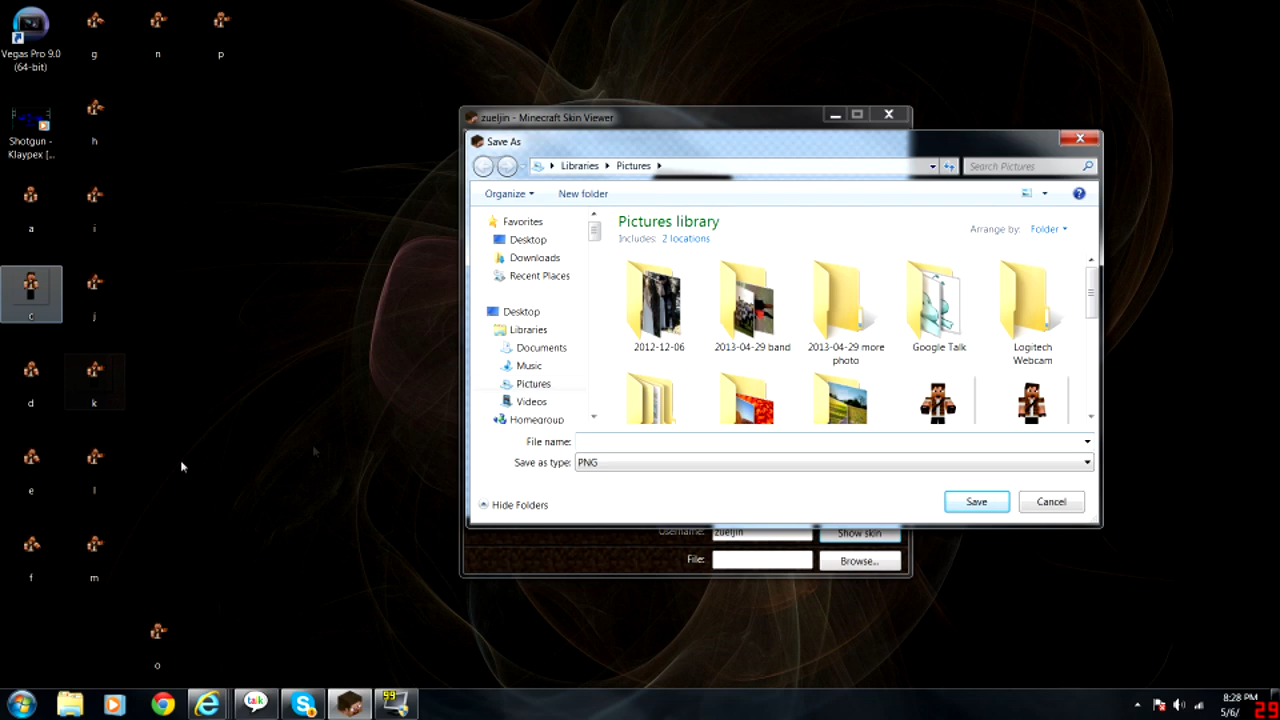 Vegas Pro 9.0
(64-bit)
g
n
p
Shotgun -
Klaypex [...
h
a
i
c
j
d
k
e
l
f
m
o
zueljin - Minecraft Skin Viewer
Save As
Libraries
Pictures
Search Pictures
Organize
New folder
Favorites
Desktop
Downloads
Recent Places
Desktop
Libraries
Documents
Music
Pictures
Videos
Homegroup
Pictures library
Includes: 2 locations
Arrange by: Folder
2012-12-06
2013-04-29 band
2013-04-29 more
photo
Google Talk
Logitech
Webcam
File name:
Save as type: PNG
Hide Folders
Save
Cancel
Username: zueljin
Show skin
File:
Browse...
talk
99
8:28 PM
5/6/
29